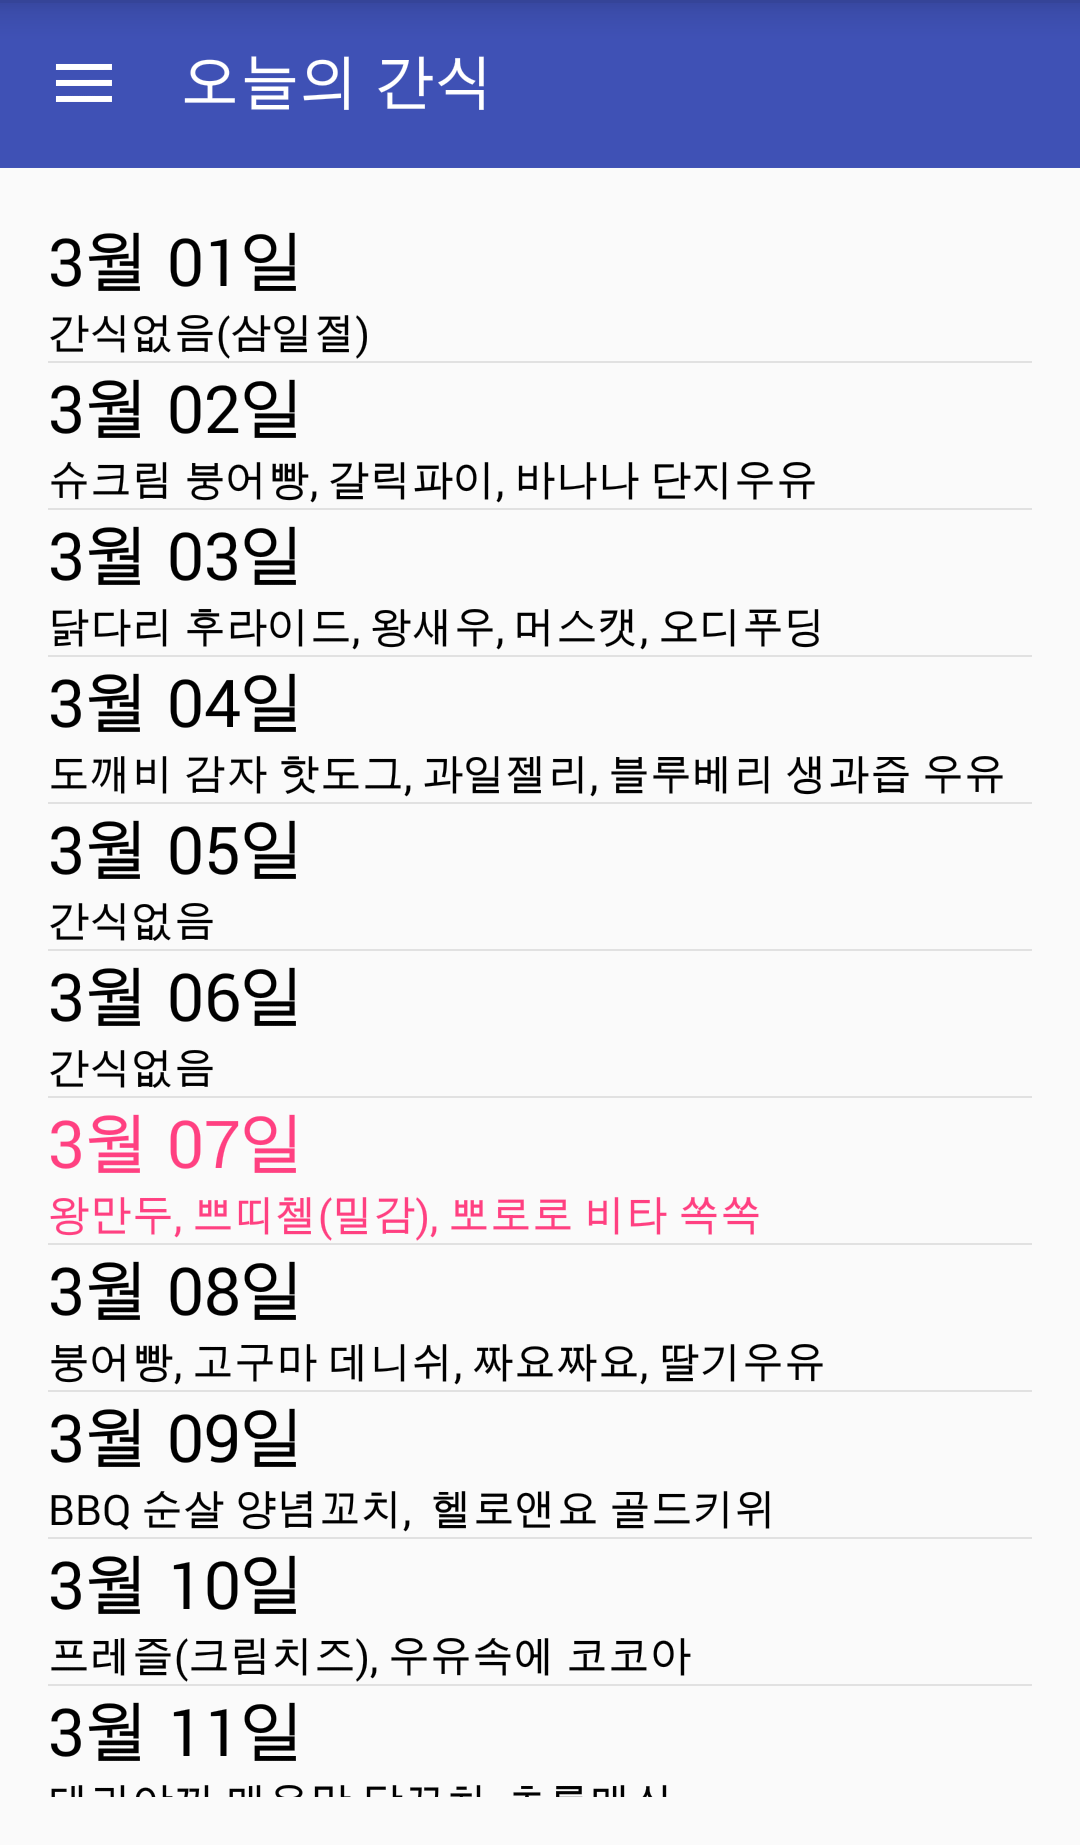 오늘의 간식
3월 01일
간식없음(삼일절)
3월 02일
슈크림 붕어빵, 갈릭파이, 바나나 단지우유
3월 03일
닭다리 후라이드, 왕새우, 머스캣, 오디푸딩
3월 04일
도깨비 감자 핫도그, 과일젤리, 블루베리 생과즙 우유
3월 05일
간식없음
3월 06일
간식없음
3월 07일
왕만두, 쁘띠첼(밀감), 뽀로로 비타 쏙쏙
3월 08일
붕어빵, 고구마 데니쉬, 짜요짜요, 딸기우유
3월 09일
BBQ 순살 양념꼬치,  헬로앤요 골드키위
3월 10일
프레즐(크림치즈), 우유속에 코코아
3월 11일